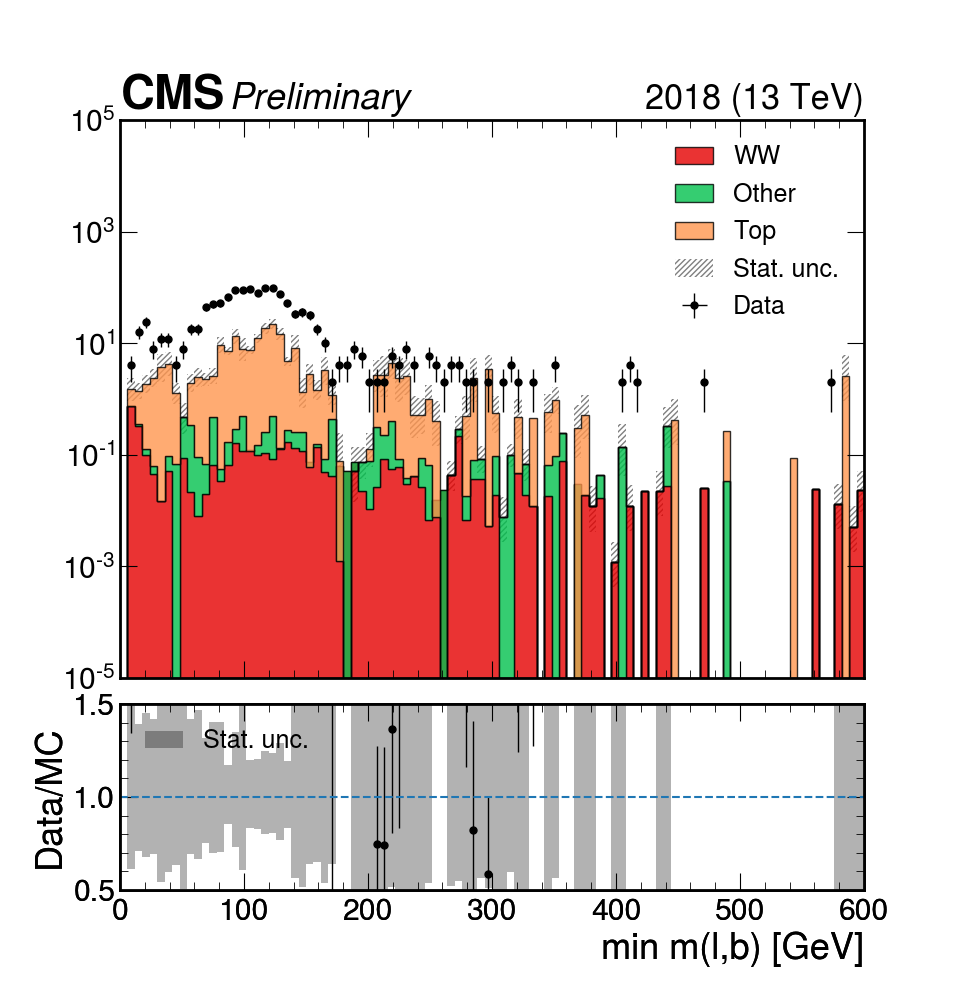 CMS Preliminary 2018 (13 TeV)
10^5
WW
Other
10^3
Top
Stat. unc.
Data
10^1
10^-1
10^-3
10^-5
1.5
Stat. unc.
Data/MC
1.0
0.5
0 100 200 300 400 500 600
min m(l,b) [GeV]